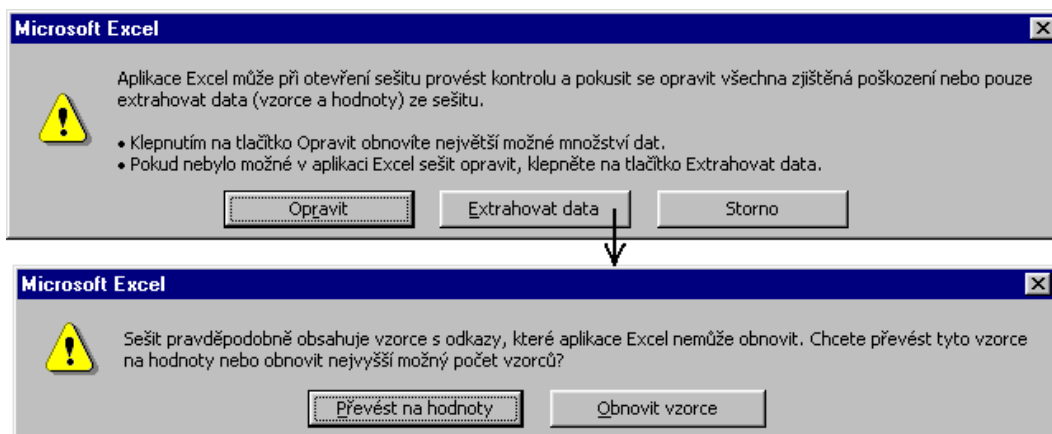 Microsoft Excel
Aplikace Excel může při otevření sešitu provést kontrolu a pokusit se opravit všechna zjištěná poškození nebo pouze
extrahovat data (vzorce a hodnoty) ze sešitu.
• Klepnutím na tlačítko Opravit obnovíte největší možné množství dat.
• Pokud nebylo možné v aplikaci Excel sešit opravit, klepněte na tlačítko Extrahovat data.
Opravit Extrahovat data Storno
Microsoft Excel
Sešit pravděpodobně obsahuje vzorce s odkazy, které aplikace Excel nemůže obnovit. Chcete převést tyto vzorce
na hodnoty nebo obnovit nejvyšší možný počet vzorců?
Převést na hodnoty Obnovit vzorce